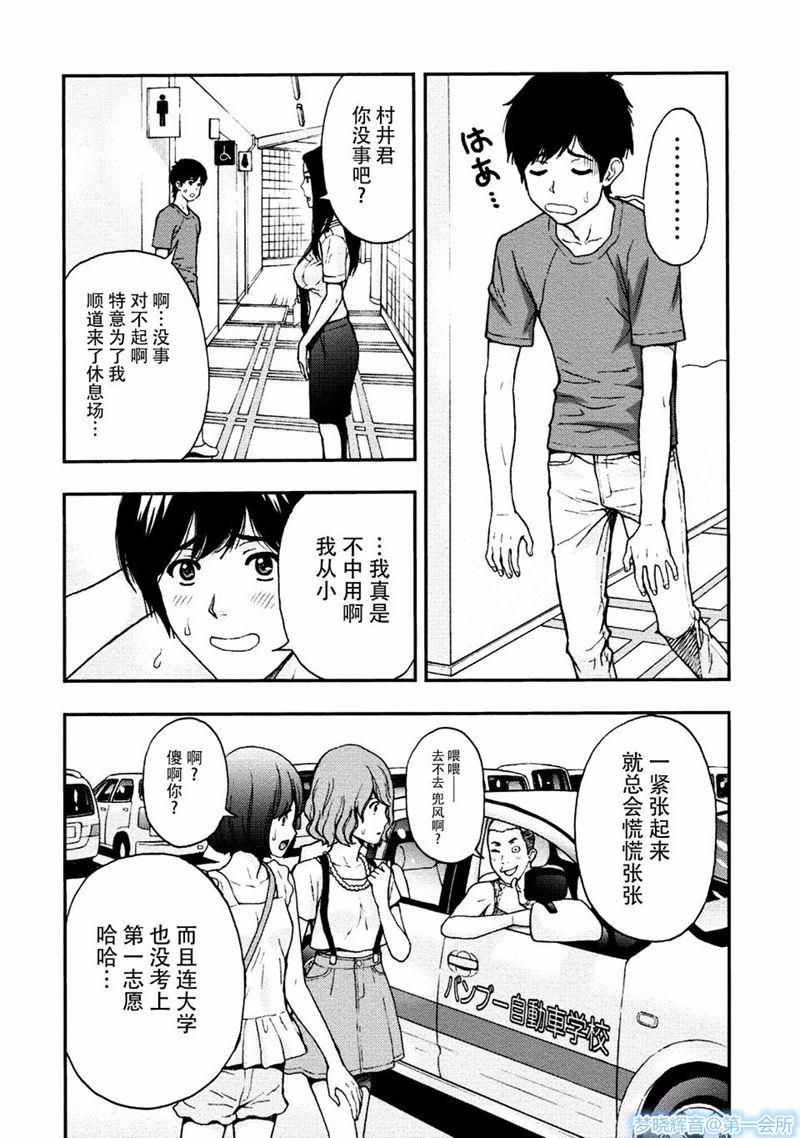 ………
はあ…
村井君
你没事吧？
啊…没事
对不起啊
特意为了我
顺道来了休息场…
…我真是
不中用啊
我从小
一紧张起来
就总会慌慌张张
喂喂——
去不去 兜风啊？
啊？
傻啊你？
而且连大学
也没考上
第一志愿
哈哈…
バンブー自動車学校
梦晓辉音@第一会所